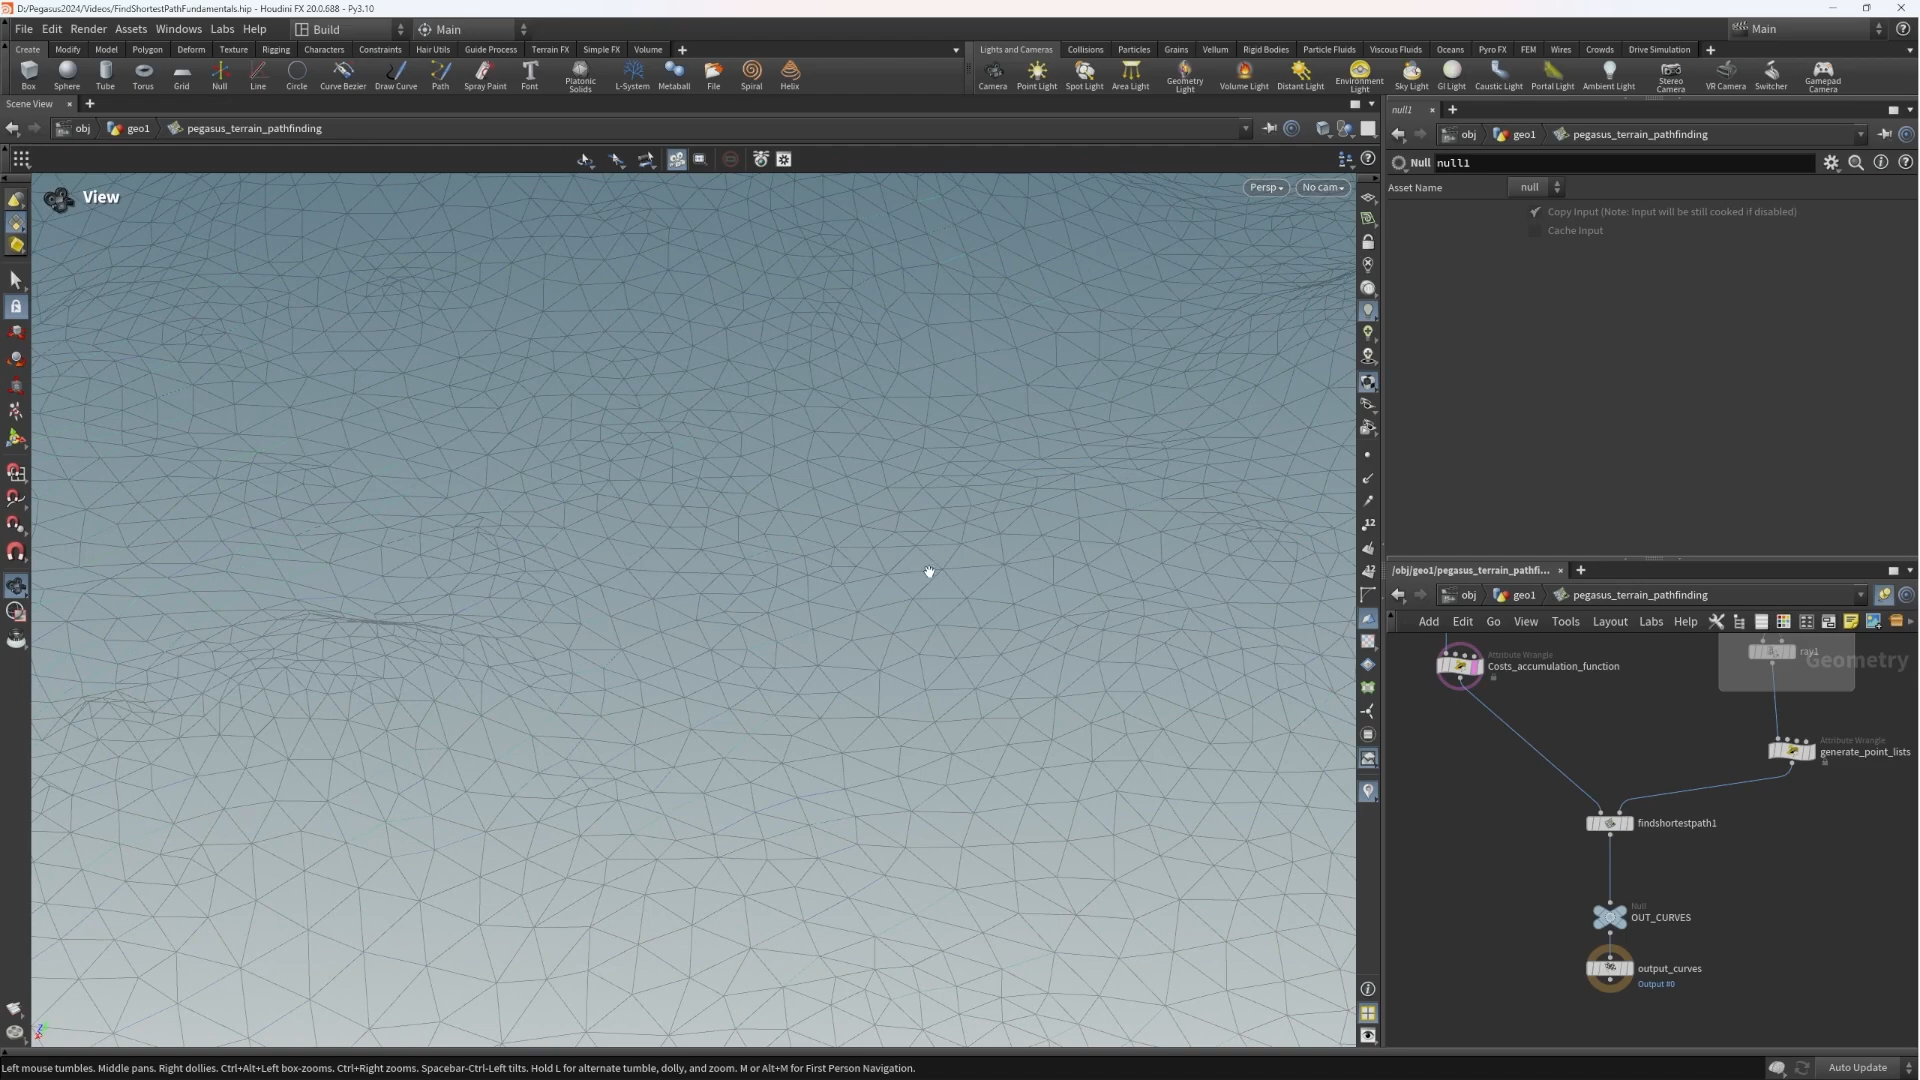 D:/Pegasus2024/Videos/FindShortestPathFundamentals.hip - Houdini FX 20.0.688 - Py3.10
File Edit Render Assets Windows Labs Help Build Main Main
Create Modify Model Polygon Deform Texture Rigging Characters Constraints Hair Utils Guide Process Terrain FX Simple FX Volume
Lights and Cameras Collisions Particles Grains Vellum Rigid Bodies Particle Fluids Viscous Fluids Oceans Pyro FX FEM Wires Crowds Drive Simulation
Box Sphere Tube Torus Grid Null Line Circle Curve Bezier Draw Curve Path Spray Paint Font Platonic Solids L-System Metaball File Spiral Helix
Camera Point Light Spot Light Area Light Geometry Light Volume Light Distant Light Environment Light Sky Light GI Light Caustic Light Portal Light Ambient Light Stereo Camera VR Camera Switcher Gamepad Camera
Scene View
obj geo1 pegasus_terrain_pathfinding
View
Persp No cam
null1
obj geo1 pegasus_terrain_pathfinding
Null null1
Asset Name null
Copy Input (Note: Input will be still cooked if disabled)
Cache Input
12
12
/obj/geo1/pegasus_terrain_pathfi...
obj geo1 pegasus_terrain_pathfinding
Add Edit Go View Tools Layout Labs Help
Attribute Wrangle
Costs_accumulation_function
ray1
Geometry
Attribute Wrangle
generate_point_lists
findshortestpath1
Null
OUT_CURVES
output_curves
Output #0
Left mouse tumbles. Middle pans. Right dollies. Ctrl+Alt+Left box-zooms. Ctrl+Right zooms. Spacebar-Ctrl-Left tilts. Hold L for alternate tumble, dolly, and zoom. M or Alt+M for First Person Navigation.
Auto Update